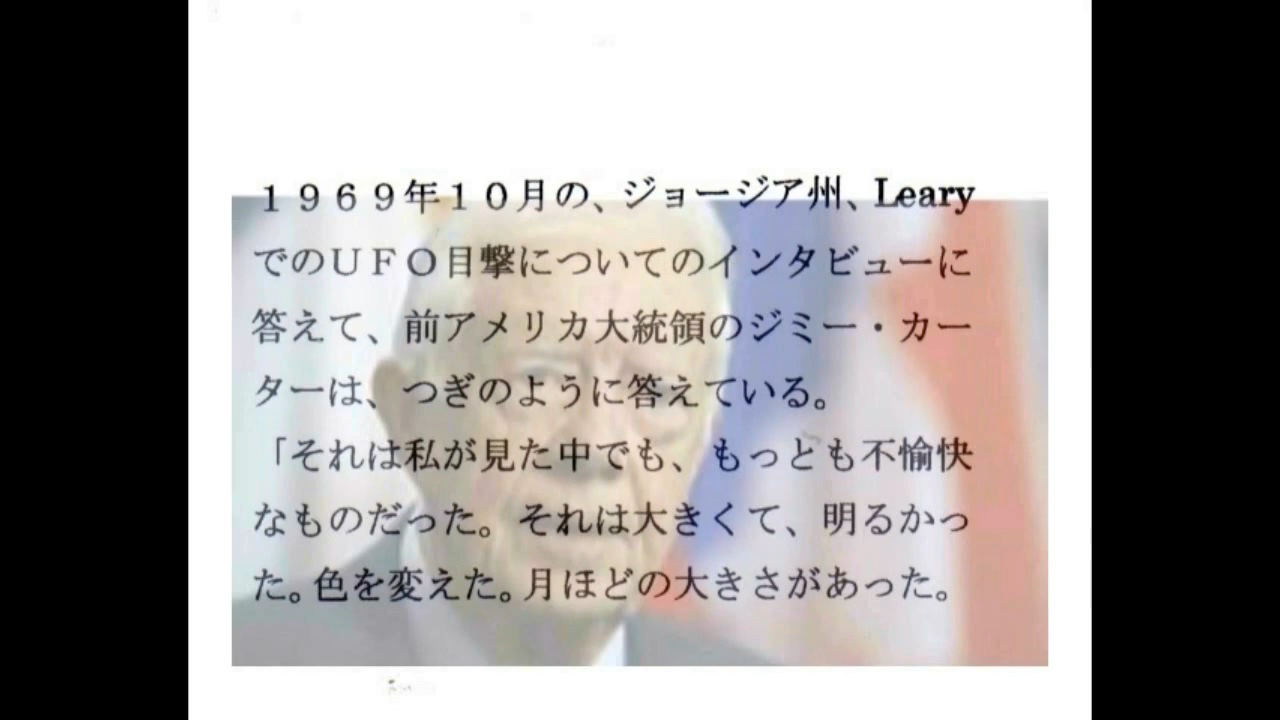 １９６９年１０月の、ジョージア州、Leary
でのＵＦＯ目撃についてのインタビューに
答えて、前アメリカ大統領のジミー・カー
ターは、つぎのように答えている。
「それは私が見た中でも、もっとも不愉快
なものだった。それは大きくて、明るかっ
た。色を変えた。月ほどの大きさがあった。